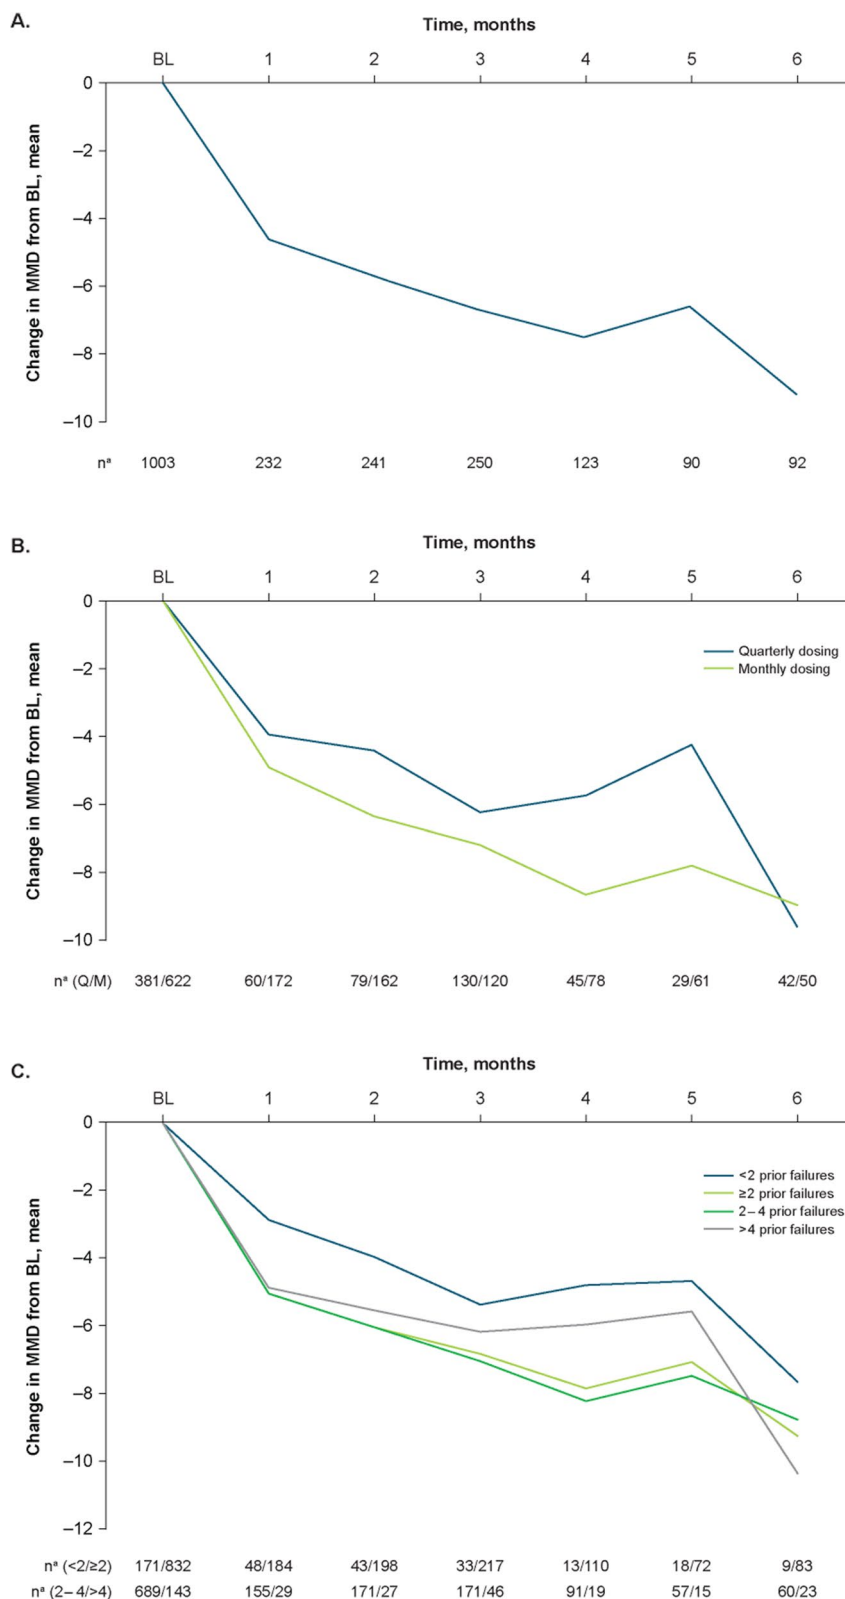 A.
Time, months
BL 1 2 3 4 5 6
Change in MMD from BL, mean
0
–2
–4
–6
–8
–10
nᵃ 1003 232 241 250 123 90 92
B.
Time, months
BL 1 2 3 4 5 6
Change in MMD from BL, mean
0
–2
–4
–6
–8
–10
Quarterly dosing
Monthly dosing
nᵃ (Q/M) 381/622 60/172 79/162 130/120 45/78 29/61 42/50
C.
Time, months
BL 1 2 3 4 5 6
Change in MMD from BL, mean
0
–2
–4
–6
–8
–10
–12
<2 prior failures
≥2 prior failures
2–4 prior failures
>4 prior failures
nᵃ (<2/≥2) 171/832 48/184 43/198 33/217 13/110 18/72 9/83
nᵃ (2–4/>4) 689/143 155/29 171/27 171/46 91/19 57/15 60/23